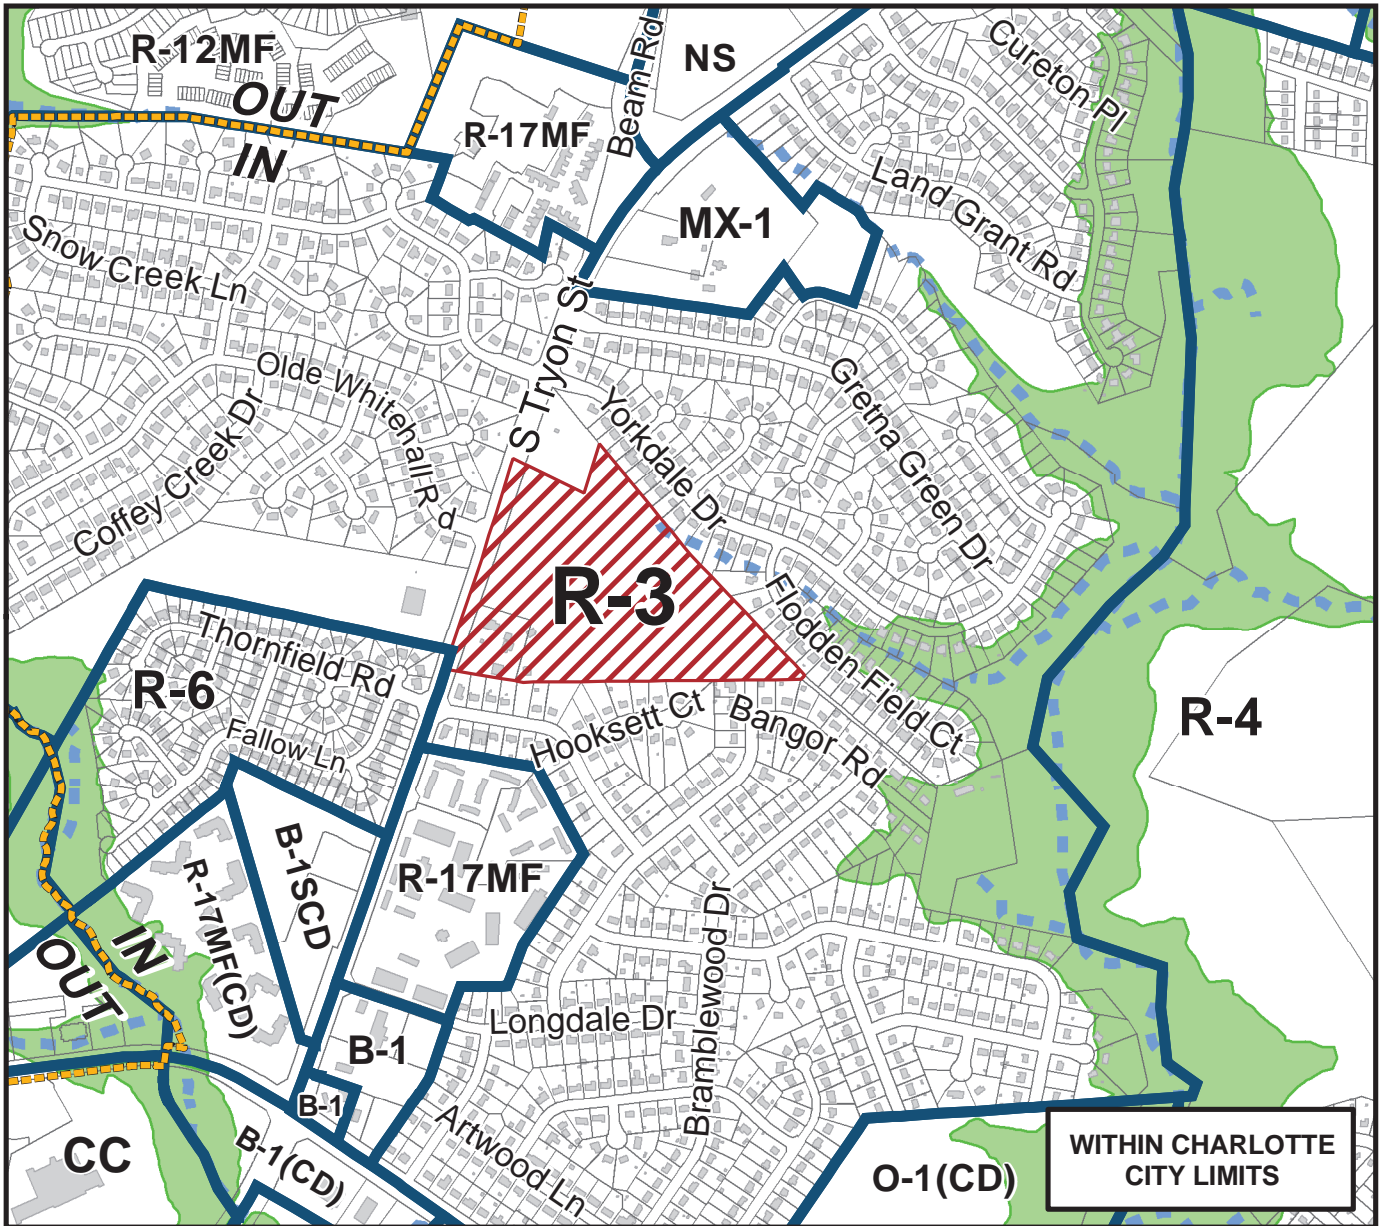 R-12MF
OUT
IN
R-17MF
Beam Rd
NS
Cureton Pl
Land Grant Rd
MX-1
Snow Creek Ln
S Tryon St
Olde Whitehall Rd
Coffey Creek Dr
Yorkdale Dr
Gretna Green Dr
R-3
Flodden Field Ct
Thornfield Rd
R-6
Fallow Ln
Hooksett Ct
Bangor Rd
R-4
B-1SCD
R-17MF(CD)
R-17MF
IN
OUT
Bramblewood Dr
Longdale Dr
B-1
B-1
B-1(CD)
CC
Artwood Ln
O-1(CD)
WITHIN CHARLOTTE
CITY LIMITS